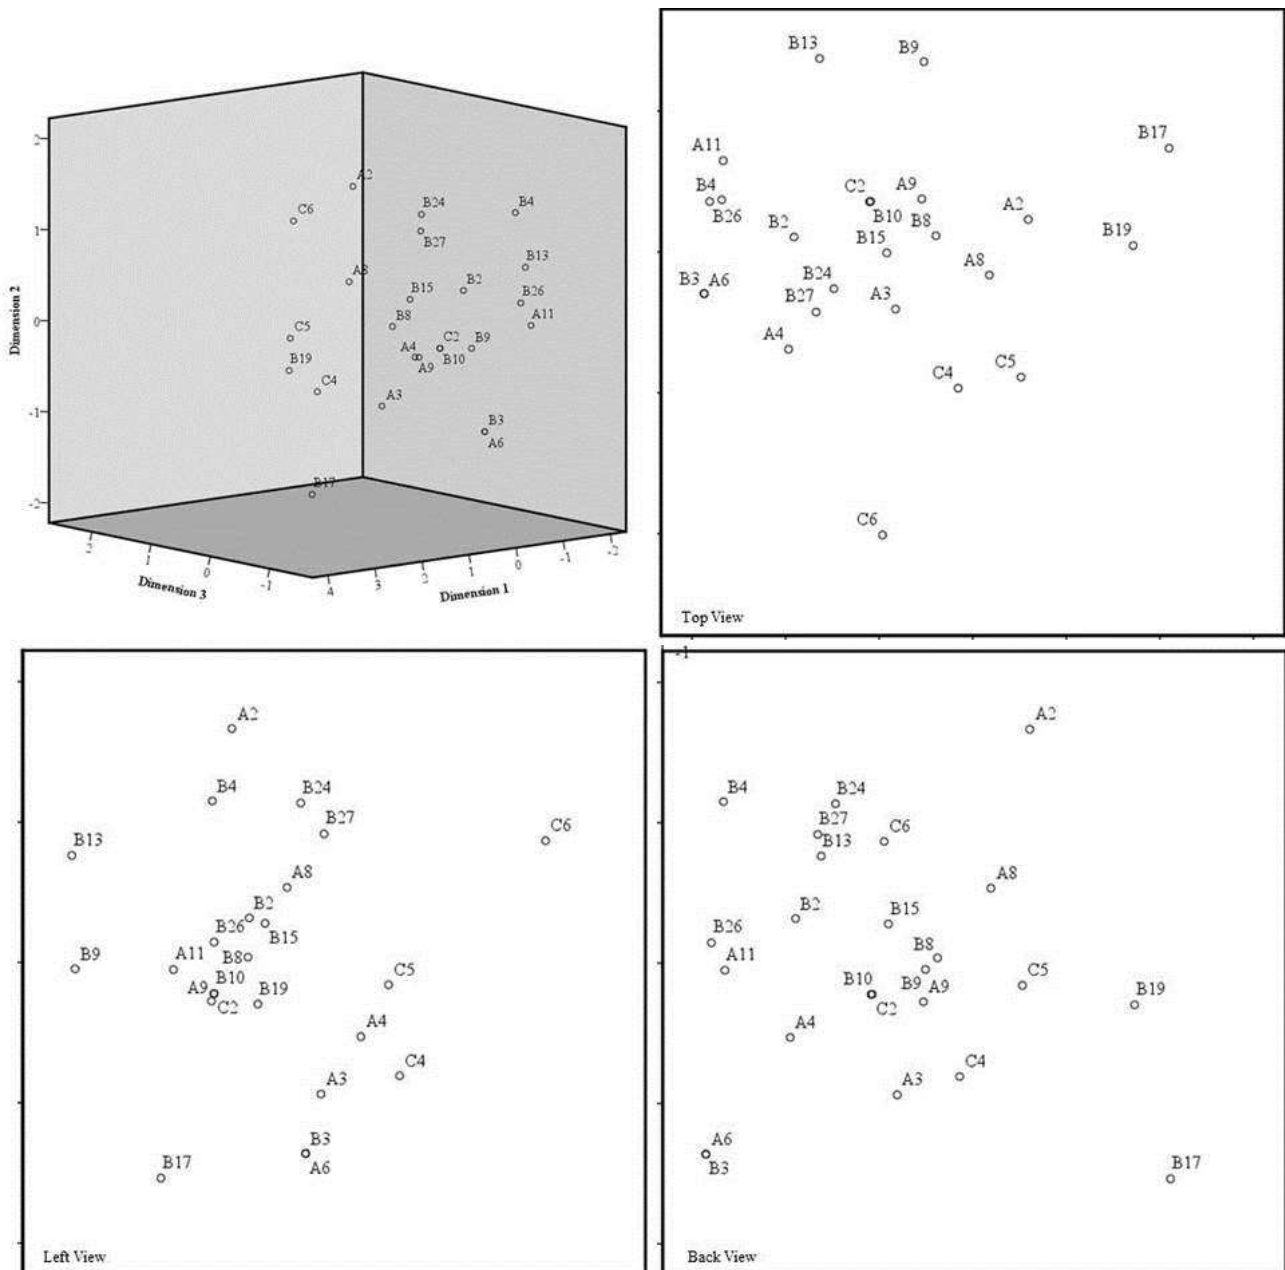 2
1
0
-1
-2
Dimension 2
A2
C6
B24
B4
B27
B13
A8
B2
B15
B26
B8
A11
C5
C2
B9
A4
B10
A9
B19
C4
A3
B3
A6
B17
2
1
0
-1
Dimension 3
4
3
2
1
0
-1
-2
Dimension 1
B13
B9
B17
A11
B4
C2
A9
B26
B10
A2
B2
B8
B19
B15
A8
B3 A6
B24
B27
A3
A4
C4
C5
C6
Top View
A2
B4
B24
B27
C6
B13
A8
B2
B26
B15
B9
A11
B8
B10
C5
A9
B19
C2
A4
C4
A3
B3
A6
B17
Left View
-1
A2
B4
B24
B27
C6
B13
A8
B2
B15
B26
A11
B8
B10
B9
A9
C5
B19
C2
A4
C4
A3
A6
B3
B17
Back View